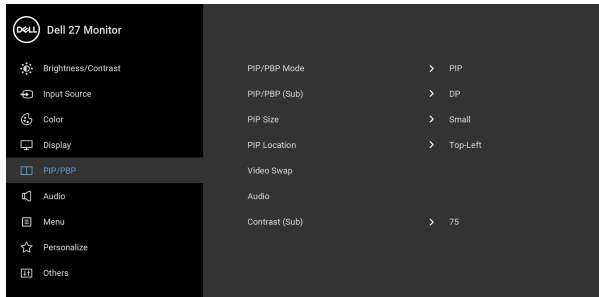 DELL Dell 27 Monitor
Brightness/Contrast PIP/PBP Mode PIP
Input Source PIP/PBP (Sub) DP
Color PIP Size Small
Display PIP Location Top-Left
PIP/PBP Video Swap
Audio Audio
Menu Contrast (Sub) 75
Personalize
Others